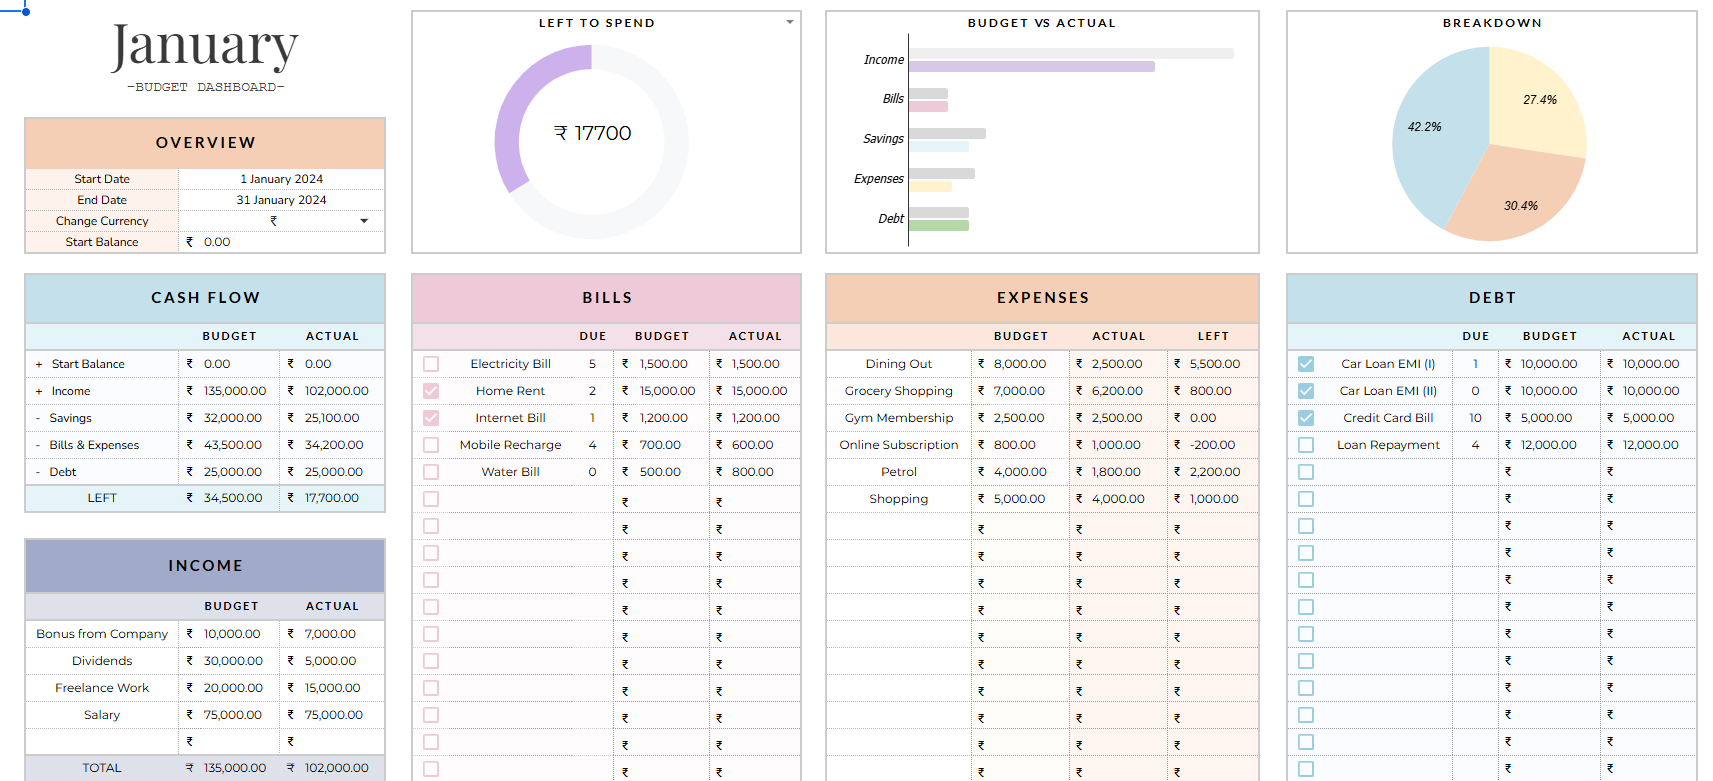 January
-BUDGET DASHBOARD-
OVERVIEW
Start Date 1 January 2024
End Date 31 January 2024
Change Currency ₹
Start Balance ₹ 0.00
LEFT TO SPEND
₹ 17700
BUDGET VS ACTUAL
Income
Bills
Savings
Expenses
Debt
BREAKDOWN
27.4%
42.2%
30.4%
CASH FLOW
BUDGET ACTUAL
+ Start Balance ₹ 0.00 ₹ 0.00
+ Income ₹ 135,000.00 ₹ 102,000.00
- Savings ₹ 32,000.00 ₹ 25,100.00
- Bills & Expenses ₹ 43,500.00 ₹ 34,200.00
- Debt ₹ 25,000.00 ₹ 25,000.00
LEFT ₹ 34,500.00 ₹ 17,700.00
INCOME
BUDGET ACTUAL
Bonus from Company ₹ 10,000.00 ₹ 7,000.00
Dividends ₹ 30,000.00 ₹ 5,000.00
Freelance Work ₹ 20,000.00 ₹ 15,000.00
Salary ₹ 75,000.00 ₹ 75,000.00
₹ ₹
TOTAL ₹ 135,000.00 ₹ 102,000.00
BILLS
DUE BUDGET ACTUAL
Electricity Bill 5 ₹ 1,500.00 ₹ 1,500.00
Home Rent 2 ₹ 15,000.00 ₹ 15,000.00
Internet Bill 1 ₹ 1,200.00 ₹ 1,200.00
Mobile Recharge 4 ₹ 700.00 ₹ 600.00
Water Bill 0 ₹ 500.00 ₹ 800.00
₹ ₹
₹ ₹
₹ ₹
₹ ₹
₹ ₹
₹ ₹
₹ ₹
₹ ₹
₹ ₹
₹ ₹
₹ ₹
EXPENSES
BUDGET ACTUAL LEFT
Dining Out ₹ 8,000.00 ₹ 2,500.00 ₹ 5,500.00
Grocery Shopping ₹ 7,000.00 ₹ 6,200.00 ₹ 800.00
Gym Membership ₹ 2,500.00 ₹ 2,500.00 ₹ 0.00
Online Subscription ₹ 800.00 ₹ 1,000.00 ₹ -200.00
Petrol ₹ 4,000.00 ₹ 1,800.00 ₹ 2,200.00
Shopping ₹ 5,000.00 ₹ 4,000.00 ₹ 1,000.00
₹ ₹ ₹
₹ ₹ ₹
₹ ₹ ₹
₹ ₹ ₹
₹ ₹ ₹
₹ ₹ ₹
₹ ₹ ₹
₹ ₹ ₹
₹ ₹ ₹
₹ ₹ ₹
DEBT
DUE BUDGET ACTUAL
Car Loan EMI (I) 1 ₹ 10,000.00 ₹ 10,000.00
Car Loan EMI (II) 0 ₹ 10,000.00 ₹ 10,000.00
Credit Card Bill 10 ₹ 5,000.00 ₹ 5,000.00
Loan Repayment 4 ₹ 12,000.00 ₹ 12,000.00
₹ ₹
₹ ₹
₹ ₹
₹ ₹
₹ ₹
₹ ₹
₹ ₹
₹ ₹
₹ ₹
₹ ₹
₹ ₹
₹ ₹